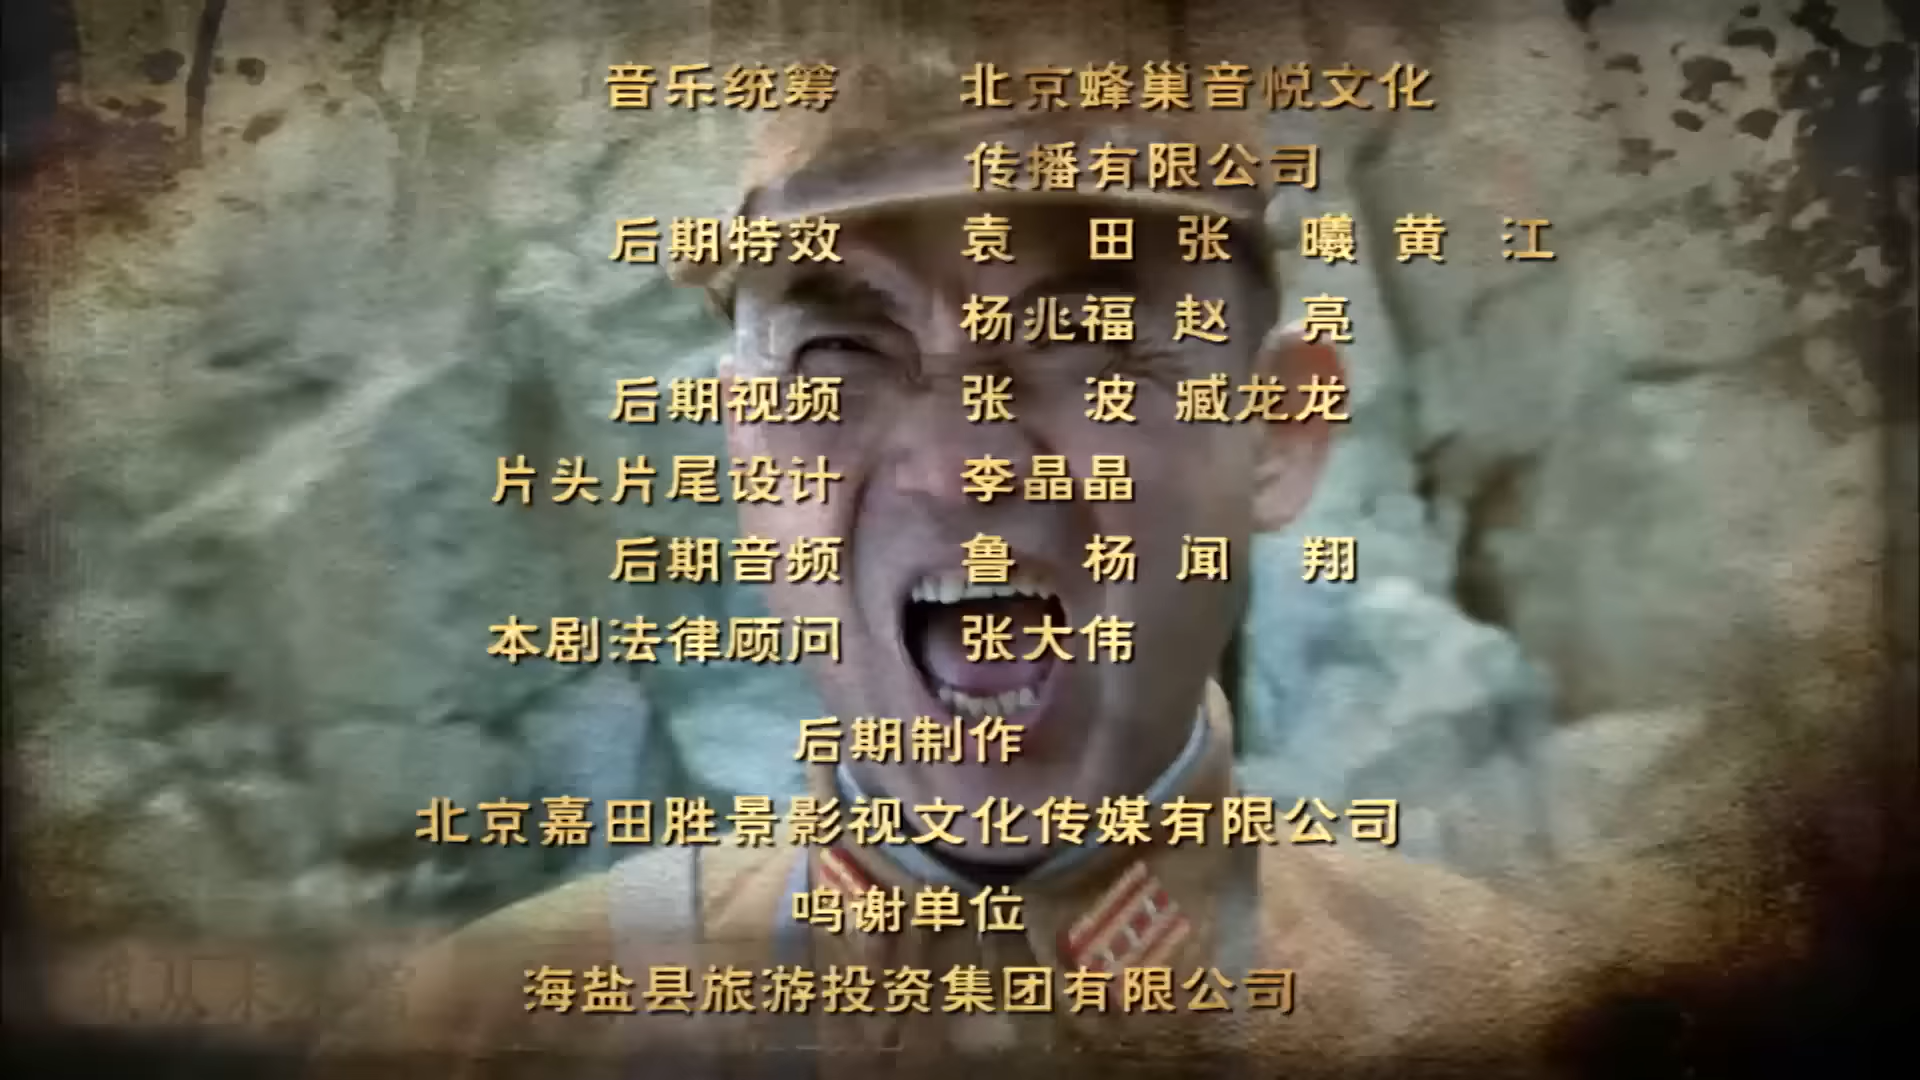 音乐统筹 北京蜂巢音悦文化
传播有限公司
后期特效 袁 田 张 曦 黄 江
杨兆福 赵 亮
后期视频 张 波 臧龙龙
片头片尾设计 李晶晶
后期音频 鲁 杨 闻 翔
本剧法律顾问 张大伟
后期制作
北京嘉田胜景影视文化传媒有限公司
鸣谢单位
海盐县旅游投资集团有限公司